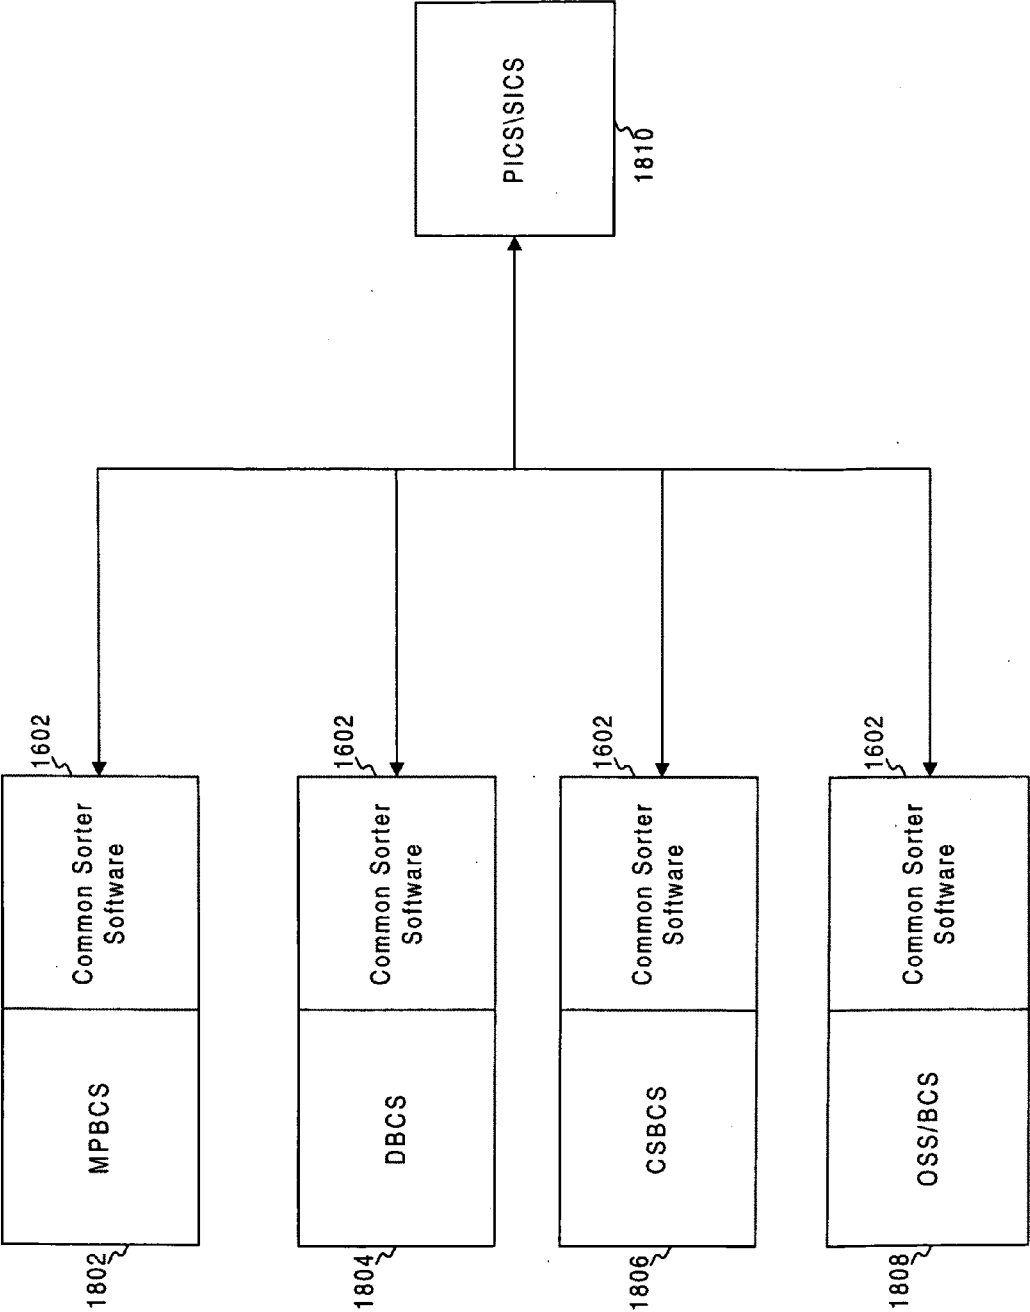 1802
MPBCS
Common Sorter
Software
1602
1804
DBCS
Common Sorter
Software
1602
1806
CSBCS
Common Sorter
Software
1602
1808
OSS/BCS
Common Sorter
Software
1602
PICS\SICS
1810